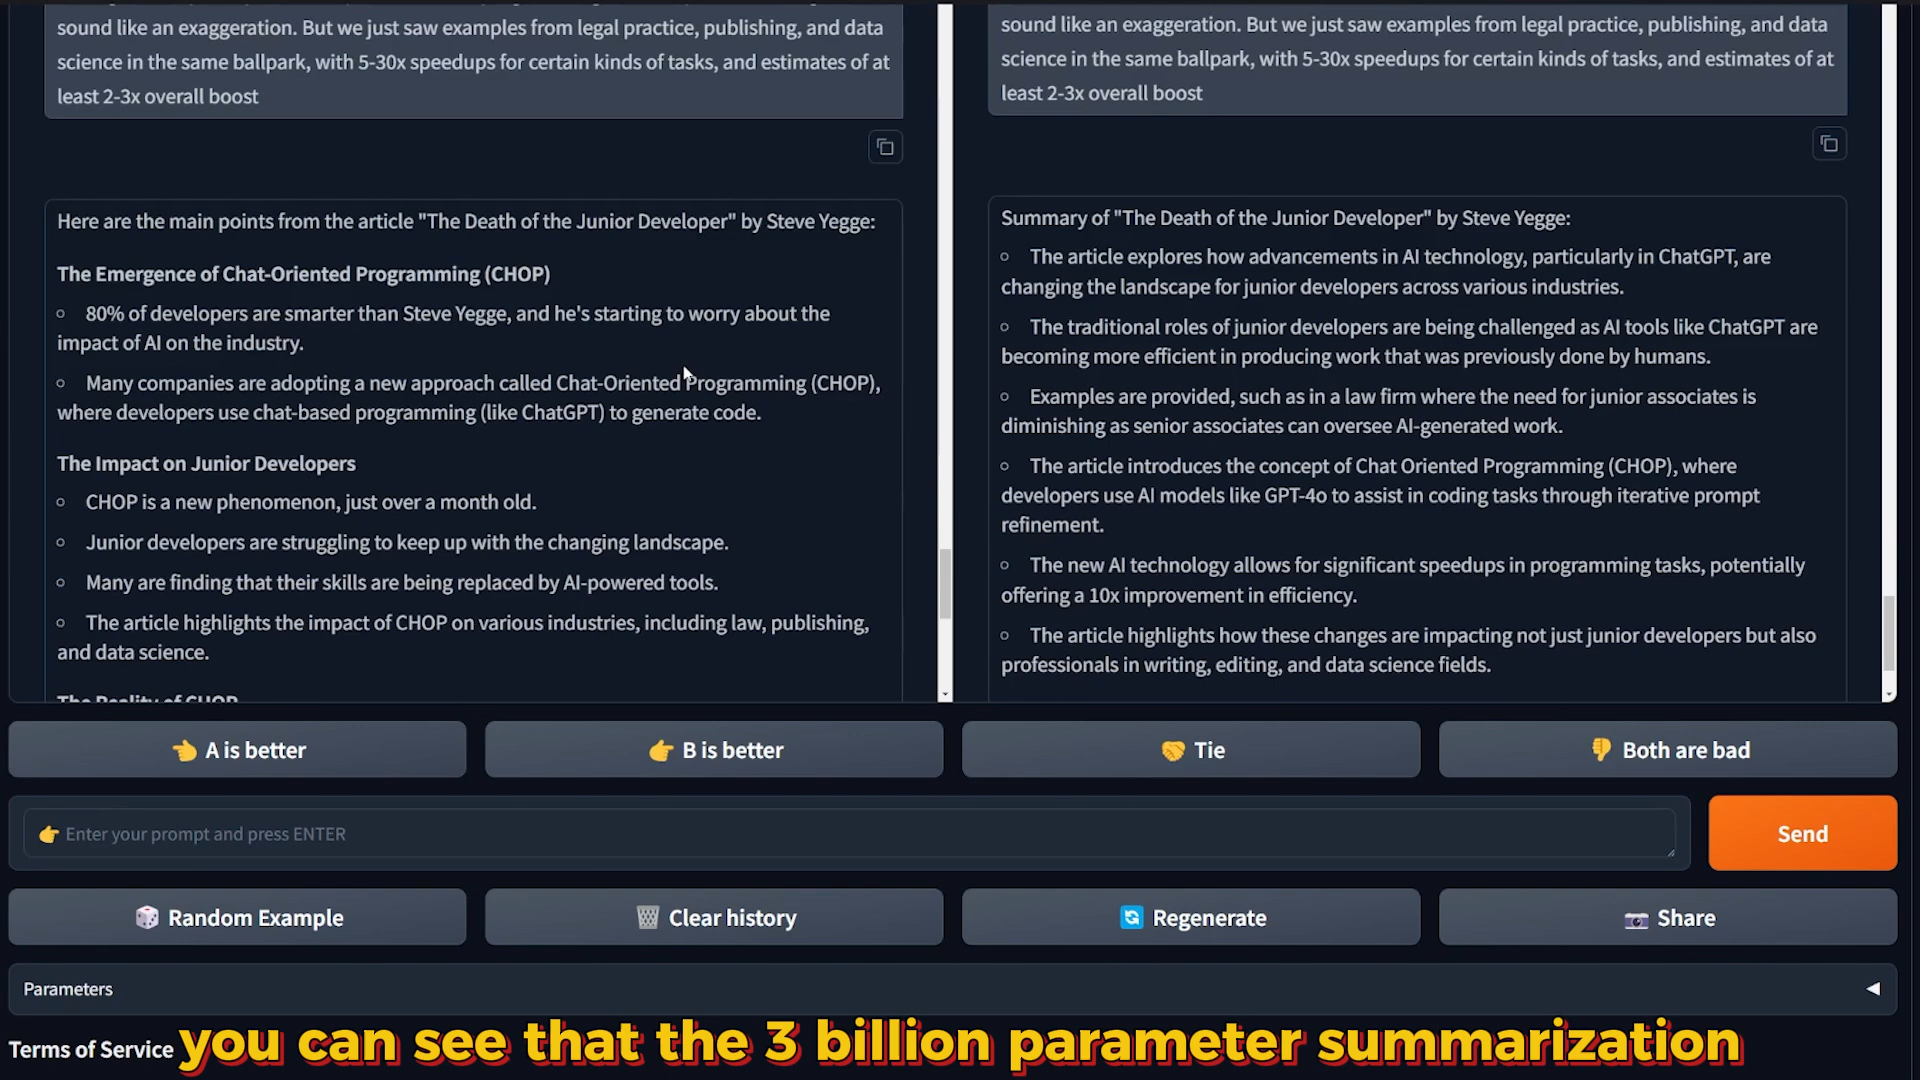 sound like an exaggeration. But we just saw examples from legal practice, publishing, and data
science in the same ballpark, with 5-30x speedups for certain kinds of tasks, and estimates of at
least 2-3x overall boost
Here are the main points from the article "The Death of the Junior Developer" by Steve Yegge:
The Emergence of Chat-Oriented Programming (CHOP)
80% of developers are smarter than Steve Yegge, and he's starting to worry about the
impact of AI on the industry.
Many companies are adopting a new approach called Chat-Oriented Programming (CHOP),
where developers use chat-based programming (like ChatGPT) to generate code.
The Impact on Junior Developers
CHOP is a new phenomenon, just over a month old.
Junior developers are struggling to keep up with the changing landscape.
Many are finding that their skills are being replaced by AI-powered tools.
The article highlights the impact of CHOP on various industries, including law, publishing,
and data science.
The Reality of CHOP
sound like an exaggeration. But we just saw examples from legal practice, publishing, and data
science in the same ballpark, with 5-30x speedups for certain kinds of tasks, and estimates of at
least 2-3x overall boost
Summary of "The Death of the Junior Developer" by Steve Yegge:
The article explores how advancements in AI technology, particularly in ChatGPT, are
changing the landscape for junior developers across various industries.
The traditional roles of junior developers are being challenged as AI tools like ChatGPT are
becoming more efficient in producing work that was previously done by humans.
Examples are provided, such as in a law firm where the need for junior associates is
diminishing as senior associates can oversee AI-generated work.
The article introduces the concept of Chat Oriented Programming (CHOP), where
developers use AI models like GPT-4o to assist in coding tasks through iterative prompt
refinement.
The new AI technology allows for significant speedups in programming tasks, potentially
offering a 10x improvement in efficiency.
The article highlights how these changes are impacting not just junior developers but also
professionals in writing, editing, and data science fields.
👈 A is better
👉 B is better
🤝 Tie
👎 Both are bad
👉 Enter your prompt and press ENTER
Send
🎲 Random Example
🗑️ Clear history
🔄 Regenerate
📷 Share
Parameters
Terms of Service
you can see that the 3 billion parameter summarization